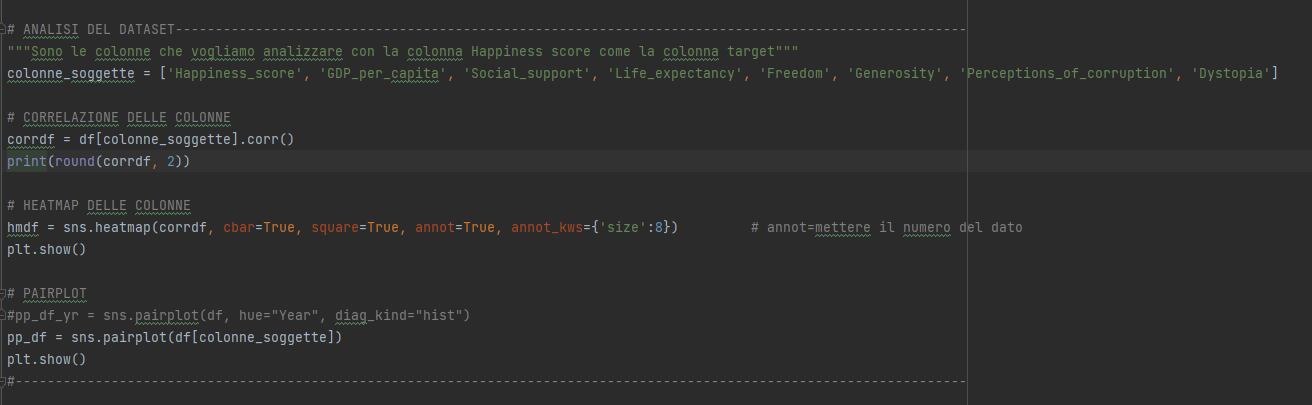 # ANALISI DEL DATASET---------------------------------------------------------------------------------------------------
"""Sono le colonne che vogliamo analizzare con la colonna Happiness score come la colonna target"""
colonne_soggette = ['Happiness_score', 'GDP_per_capita', 'Social_support', 'Life_expectancy', 'Freedom', 'Generosity', 'Perceptions_of_corruption', 'Dystopia']
# CORRELAZIONE DELLE COLONNE
corrdf = df[colonne_soggette].corr()
print(round(corrdf, 2))
# HEATMAP DELLE COLONNE
hmdf = sns.heatmap(corrdf, cbar=True, square=True, annot=True, annot_kws={'size':8})         # annot=mettere il numero del dato
plt.show()
# PAIRPLOT
#pp_df_yr = sns.pairplot(df, hue="Year", diag_kind="hist")
pp_df = sns.pairplot(df[colonne_soggette])
plt.show()
#-----------------------------------------------------------------------------------------------------------------------